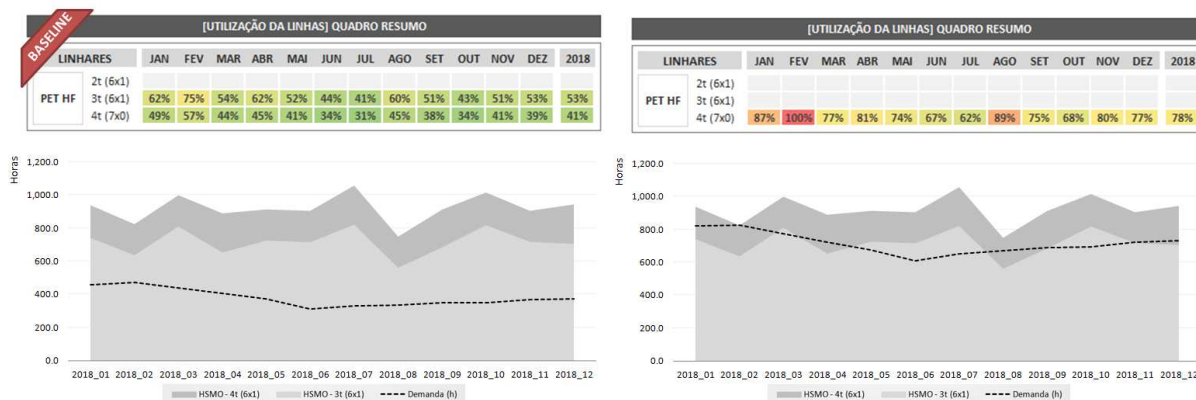 BASELINE
[UTILIZAÇÃO DA LINHAS] QUADRO RESUMO
LINHARES JAN FEV MAR ABR MAI JUN JUL AGO SET OUT NOV DEZ 2018
2t (6x1)
PET HF 3t (6x1) 62% 75% 54% 62% 52% 44% 41% 60% 51% 43% 51% 53% 53%
4t (7x0) 49% 57% 44% 45% 41% 34% 31% 45% 38% 34% 41% 39% 41%
Horas
1,200.0
1,000.0
800.0
600.0
400.0
200.0
0.0
2018_01 2018_02 2018_03 2018_04 2018_05 2018_06 2018_07 2018_08 2018_09 2018_10 2018_11 2018_12
HSMO - 4t (6x1) HSMO - 3t (6x1) Demanda (h)
[UTILIZAÇÃO DA LINHAS] QUADRO RESUMO
LINHARES JAN FEV MAR ABR MAI JUN JUL AGO SET OUT NOV DEZ 2018
2t (6x1)
PET HF 3t (6x1)
4t (7x0) 87% 100% 77% 81% 74% 67% 62% 89% 75% 68% 80% 77% 78%
Horas
1,200.0
1,000.0
800.0
600.0
400.0
200.0
0.0
2018_01 2018_02 2018_03 2018_04 2018_05 2018_06 2018_07 2018_08 2018_09 2018_10 2018_11 2018_12
HSMO - 4t (6x1) HSMO - 3t (6x1) Demanda (h)